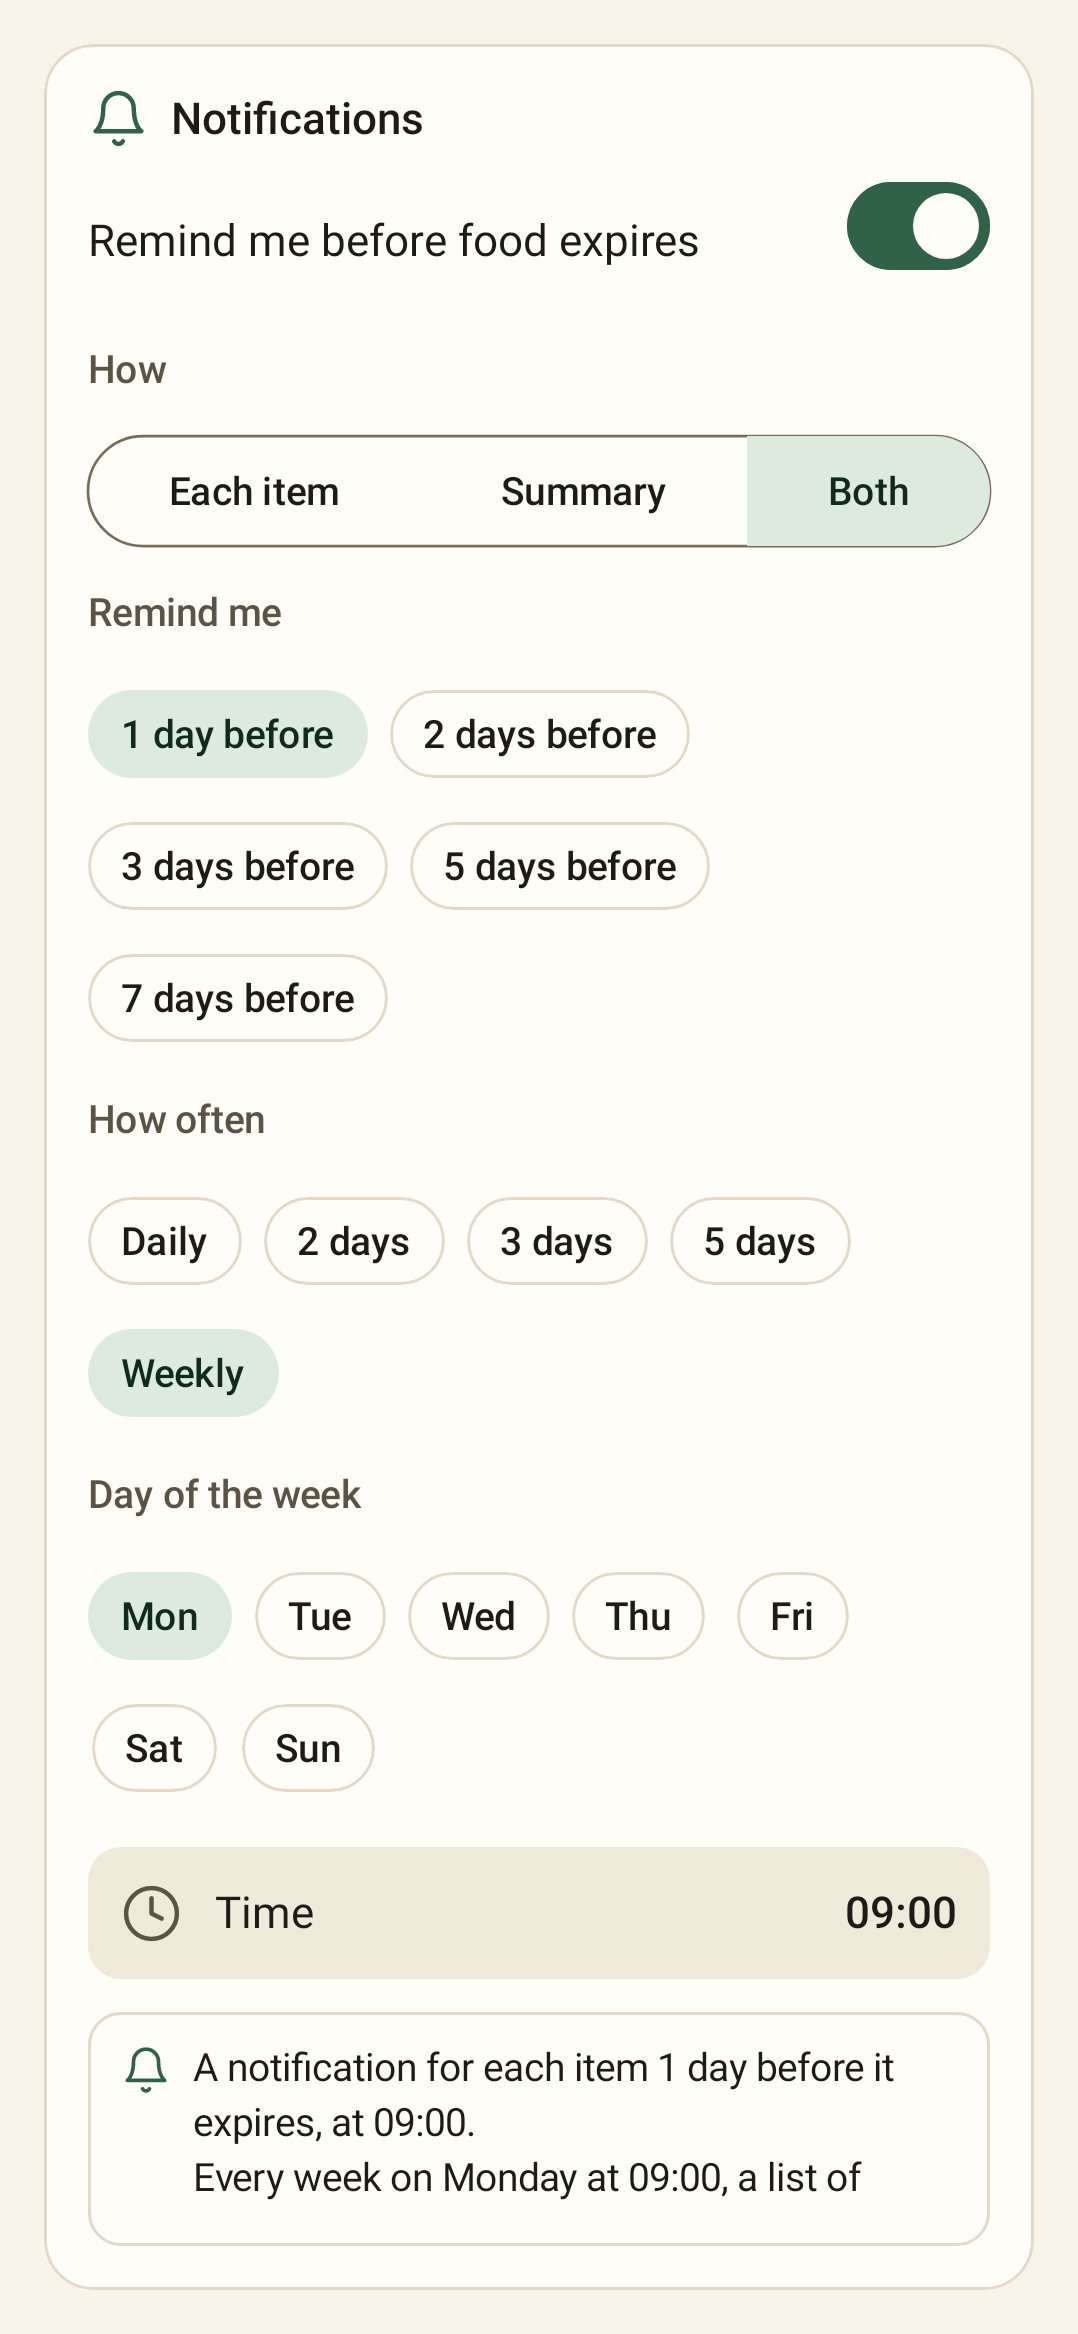 Notifications
Remind me before food expires
How
Each item Summary Both
Remind me
1 day before 2 days before
3 days before 5 days before
7 days before
How often
Daily 2 days 3 days 5 days
Weekly
Day of the week
Mon Tue Wed Thu Fri
Sat Sun
Time 09:00
A notification for each item 1 day before it
expires, at 09:00.
Every week on Monday at 09:00, a list of